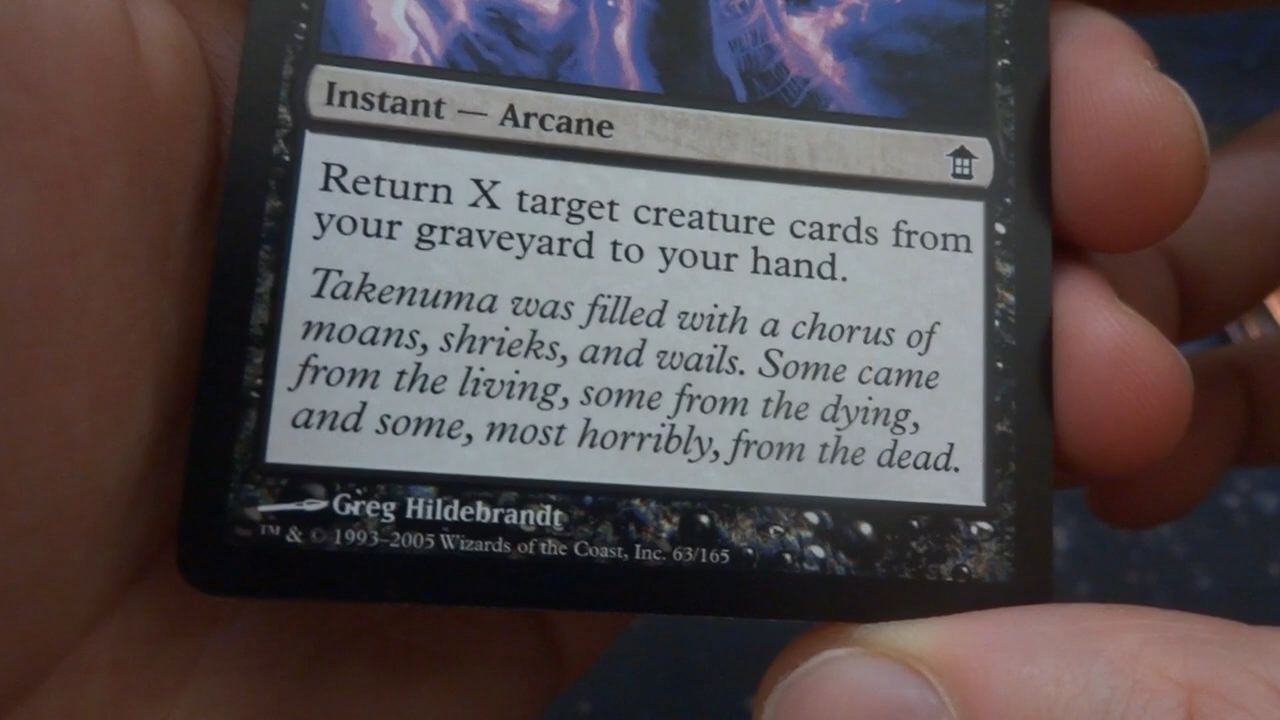 Instant — Arcane
Return X target creature cards from
your graveyard to your hand.
Takenuma was filled with a chorus of
moans, shrieks, and wails. Some came
from the living, some from the dying,
and some, most horribly, from the dead.
Greg Hildebrandt
™ & © 1993–2005 Wizards of the Coast, Inc. 63/165